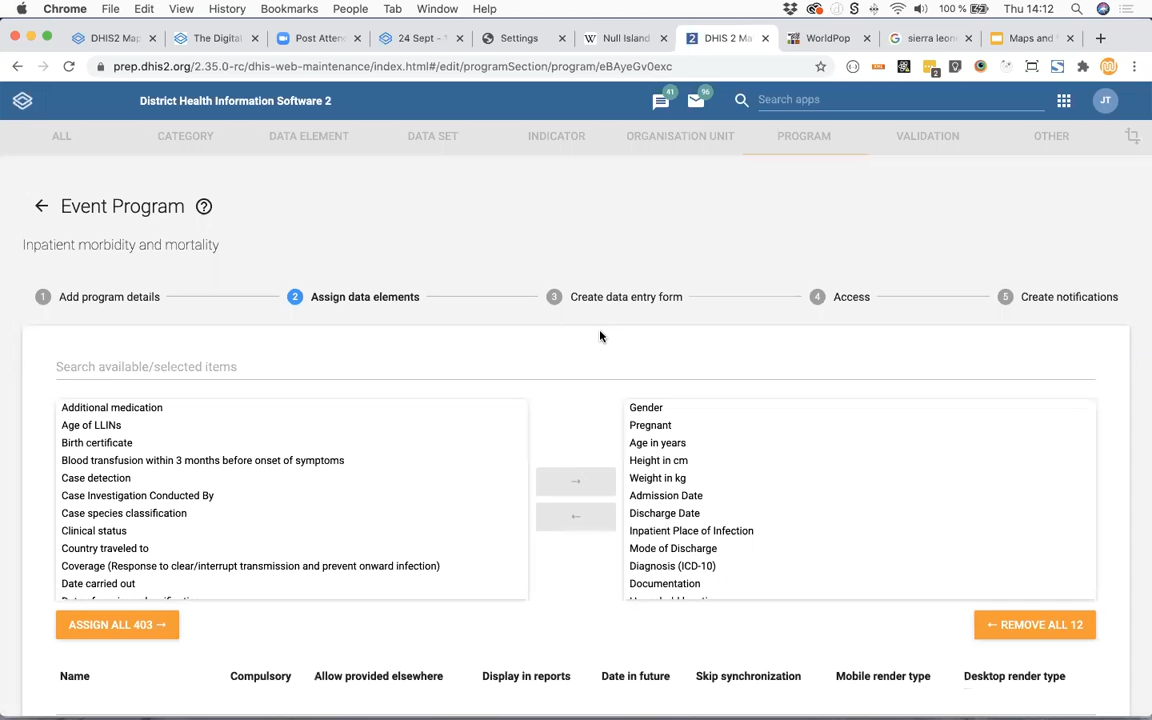 Chrome File Edit View History Bookmarks People Tab Window Help S 100 % Thu 14:12
DHIS2 Ma The Digita Post Atten 24 Sept - Settings W Null Island 2 DHIS 2 Ma WorldPop G sierra leon Maps and
prep.dhis2.org/2.35.0-rc/dhis-web-maintenance/index.html#/edit/programSection/program/eBAyeGv0exc 2
District Health Information Software 2 41 96 Search apps JT
ALL CATEGORY DATA ELEMENT DATA SET INDICATOR ORGANISATION UNIT PROGRAM VALIDATION OTHER
← Event Program ?
Inpatient morbidity and mortality
1 Add program details 2 Assign data elements 3 Create data entry form 4 Access 5 Create notifications
Search available/selected items
Additional medication
Age of LLINs
Birth certificate
Blood transfusion within 3 months before onset of symptoms
Case detection
Case Investigation Conducted By
Case species classification
Clinical status
Country traveled to
Coverage (Response to clear/interrupt transmission and prevent onward infection)
Date carried out
→
←
Gender
Pregnant
Age in years
Height in cm
Weight in kg
Admission Date
Discharge Date
Inpatient Place of Infection
Mode of Discharge
Diagnosis (ICD-10)
Documentation
ASSIGN ALL 403 → ← REMOVE ALL 12
Name Compulsory Allow provided elsewhere Display in reports Date in future Skip synchronization Mobile render type Desktop render type